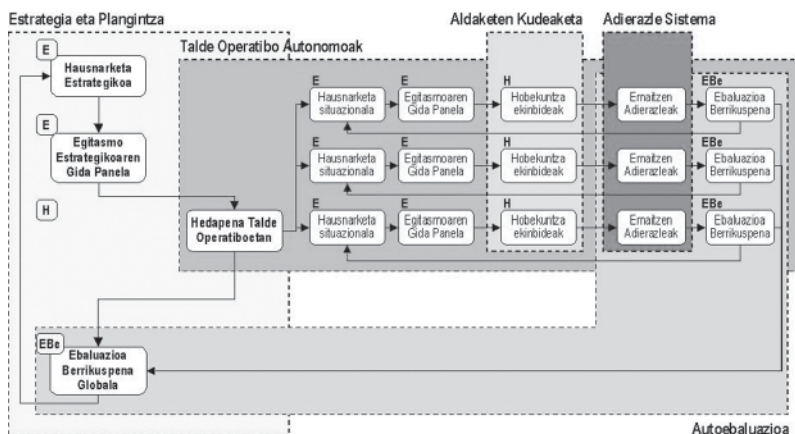 Estrategia eta Plangintza
Aldaketen Kudeaketa
Adierazle Sistema
Talde Operatibo Autonomoak
E
Hausnarketa
Estrategikoa
E
Egitasmo
Estrategikoaren
Gida Panela
H
Hedapena Talde
Operatiboetan
E
Hausnarketa
situazionala
E
Egitasmoaren
Gida Panela
H
Hobekuntza
ekinbideak
Emaitzen
Adierazleak
EBe
Ebaluazioa
Berrikuspena
E
Hausnarketa
situazionala
E
Egitasmoaren
Gida Panela
H
Hobekuntza
ekinbideak
Emaitzen
Adierazleak
EBe
Ebaluazioa
Berrikuspena
E
Hausnarketa
situazionala
E
Egitasmoaren
Gida Panela
H
Hobekuntza
ekinbideak
Emaitzen
Adierazleak
EBe
Ebaluazioa
Berrikuspena
EBe
Ebaluazioa
Berrikuspena
Globala
Autoebaluazioa